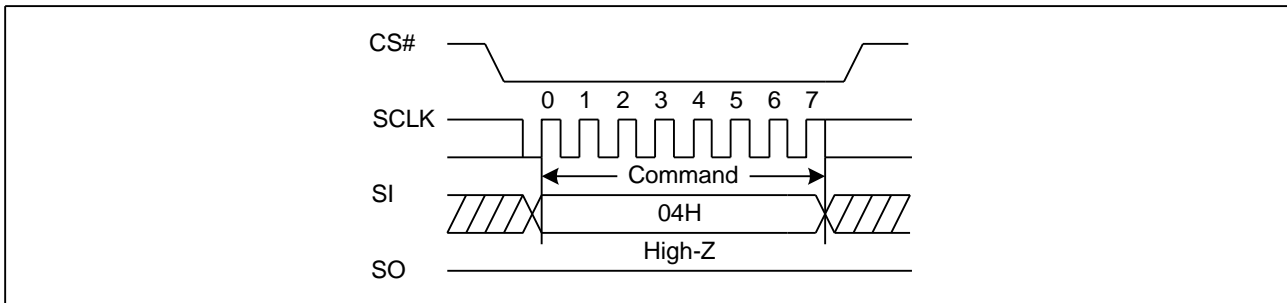 CS#
0 1 2 3 4 5 6 7
SCLK
Command
SI
04H
High-Z
SO